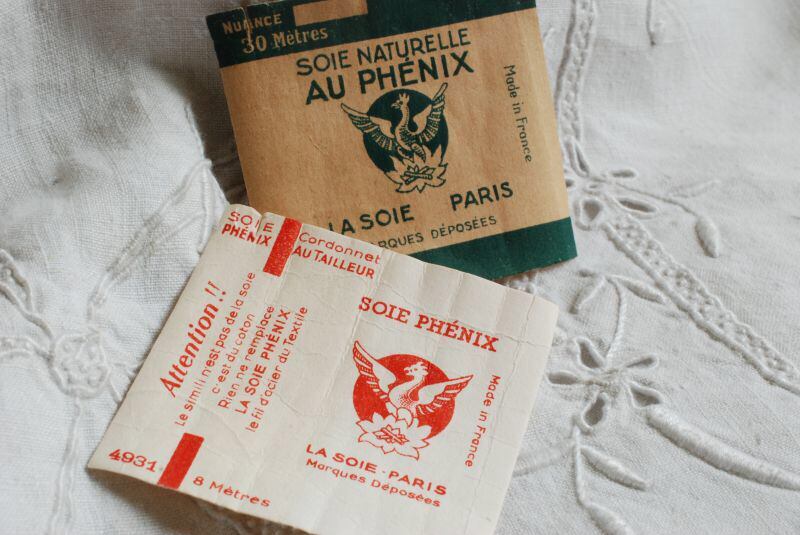 NUANCE
30 Mètres
SOIE NATURELLE
AU PHÉNIX
Made in France
LA SOIE PARIS
MARQUES DÉPOSÉES
SOIE
PHÉNIX
Cordonnet
AU TAILLEUR
Attention!!
Le simili n'est pas de la soie
c'est du coton
Rien ne remplace
LA SOIE PHÉNIX
le fil d'acier du Textile
4931
8 Mètres
SOIE PHÉNIX
Made in France
LA SOIE - PARIS
Marques Déposées